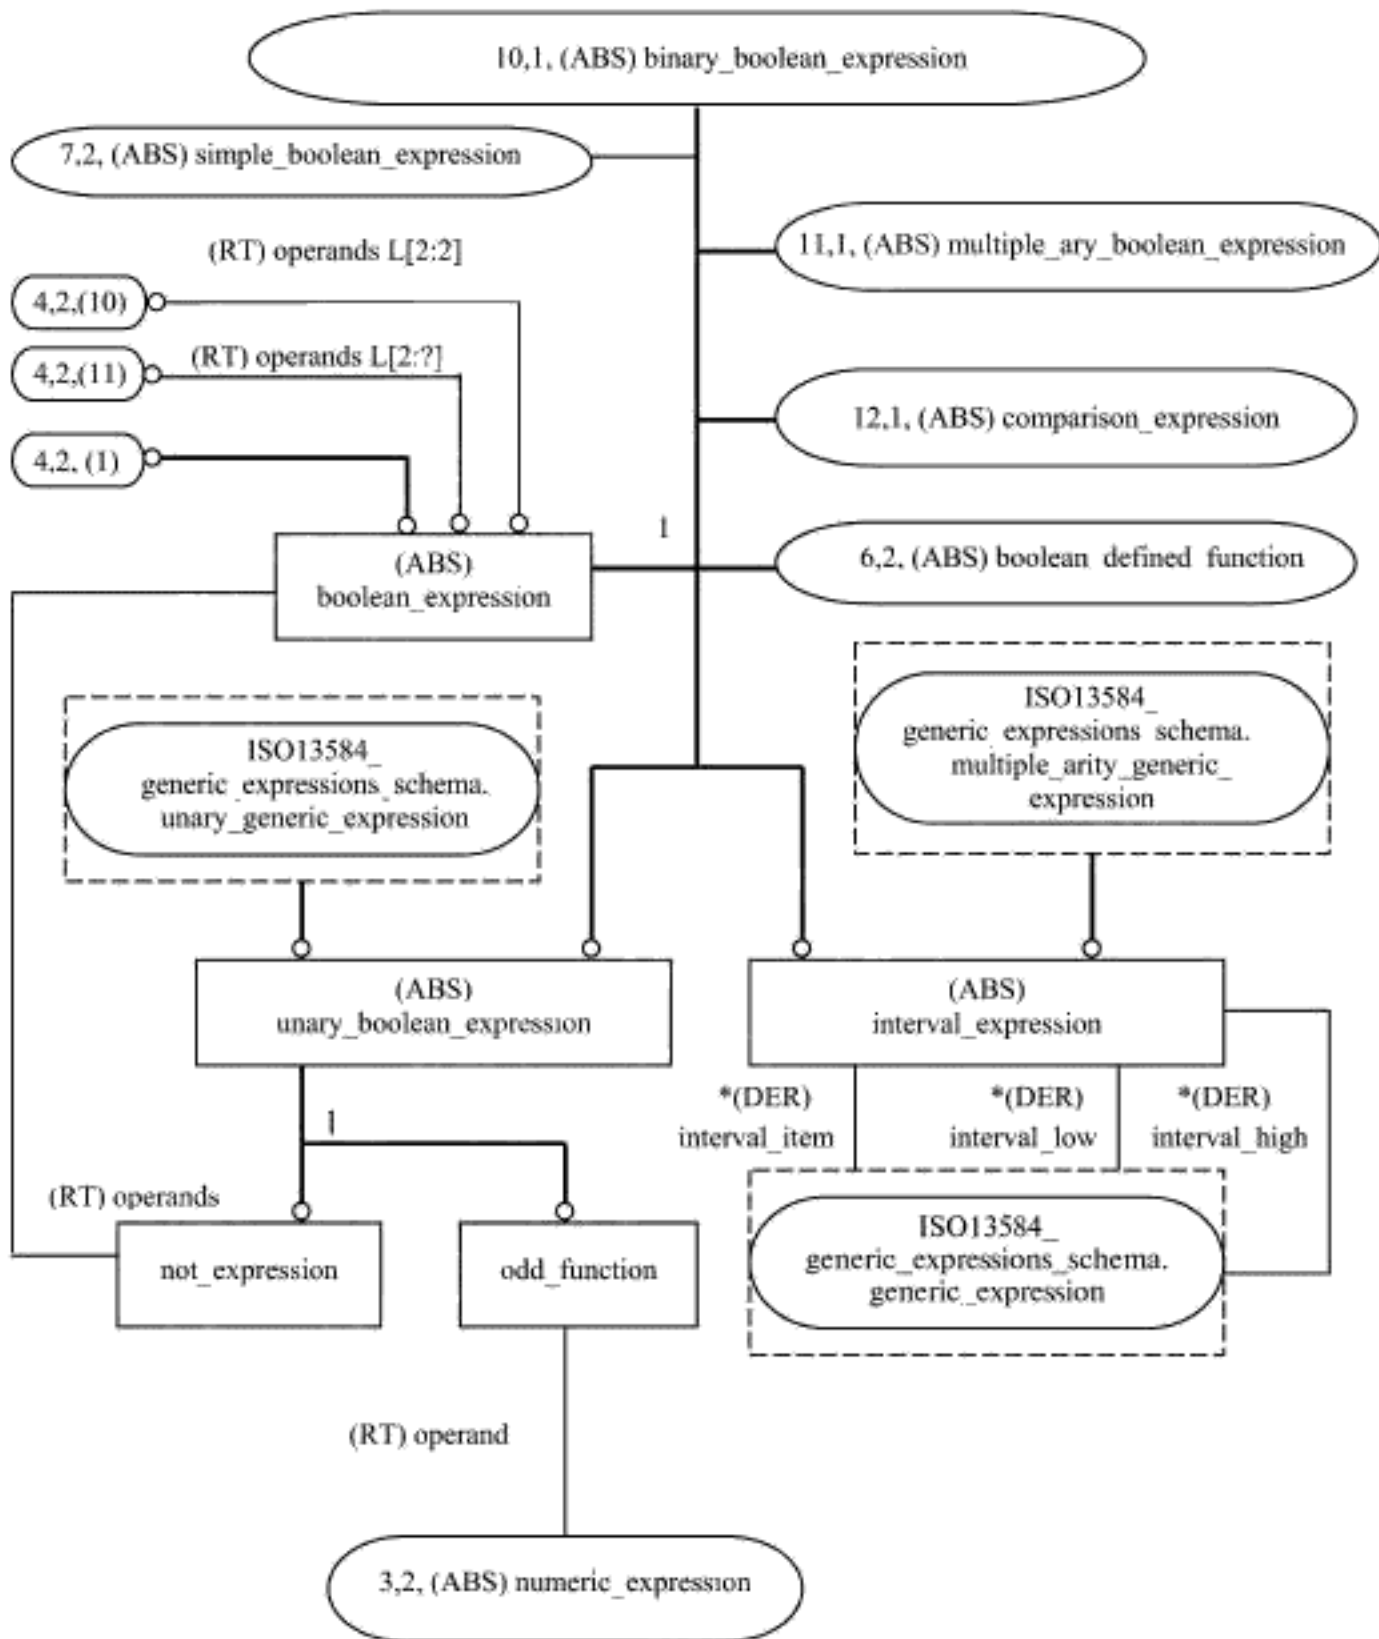 10,1, (ABS) binary_boolean_expression
7,2, (ABS) simple_boolean_expression
11,1, (ABS) multiple_ary_boolean_expression
(RT) operands L[2:2]
4,2,(10)
(RT) operands L[2:?]
4,2,(11)
12,1, (ABS) comparison_expression
4,2, (1)
1
6,2, (ABS) boolean defined function
(ABS)
boolean_expression
ISO13584_
generic_expressions_schema.
multiple_arity_generic_
expression
ISO13584_
generic_expressions_schema.
unary_generic_expression
(ABS)
unary_boolean_expression
(ABS)
interval_expression
*(DER)
interval_item
*(DER)
interval_low
*(DER)
interval_high
1
(RT) operands
not_expression
odd_function
ISO13584_
generic_expressions_schema.
generic_expression
(RT) operand
3,2, (ABS) numeric_expression